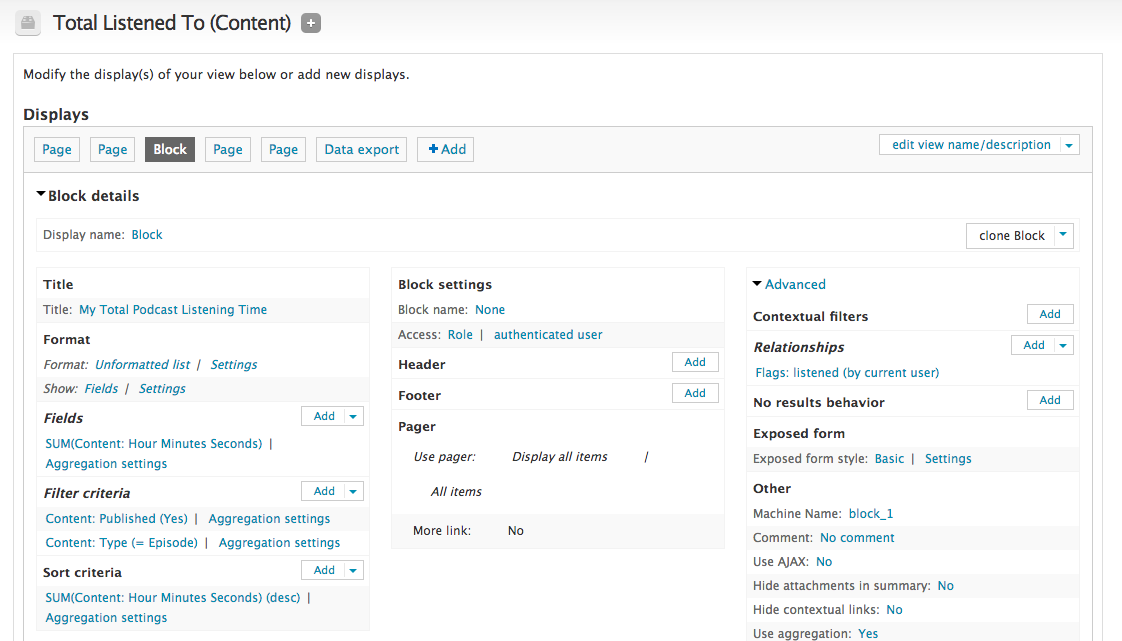 Total Listened To (Content) +
Modify the display(s) of your view below or add new displays.
Displays
Page Page Block Page Page Data export + Add edit view name/description
Block details
Display name: Block clone Block
Title
Title: My Total Podcast Listening Time
Format
Format: Unformatted list | Settings
Show: Fields | Settings
Fields Add
SUM(Content: Hour Minutes Seconds) |
Aggregation settings
Filter criteria Add
Content: Published (Yes) | Aggregation settings
Content: Type (= Episode) | Aggregation settings
Sort criteria Add
SUM(Content: Hour Minutes Seconds) (desc) |
Aggregation settings
Block settings
Block name: None
Access: Role | authenticated user
Header Add
Footer Add
Pager
Use pager: Display all items |
All items
More link: No
Advanced
Contextual filters Add
Relationships Add
Flags: listened (by current user)
No results behavior Add
Exposed form
Exposed form style: Basic | Settings
Other
Machine Name: block_1
Comment: No comment
Use AJAX: No
Hide attachments in summary: No
Hide contextual links: No
Use aggregation: Yes